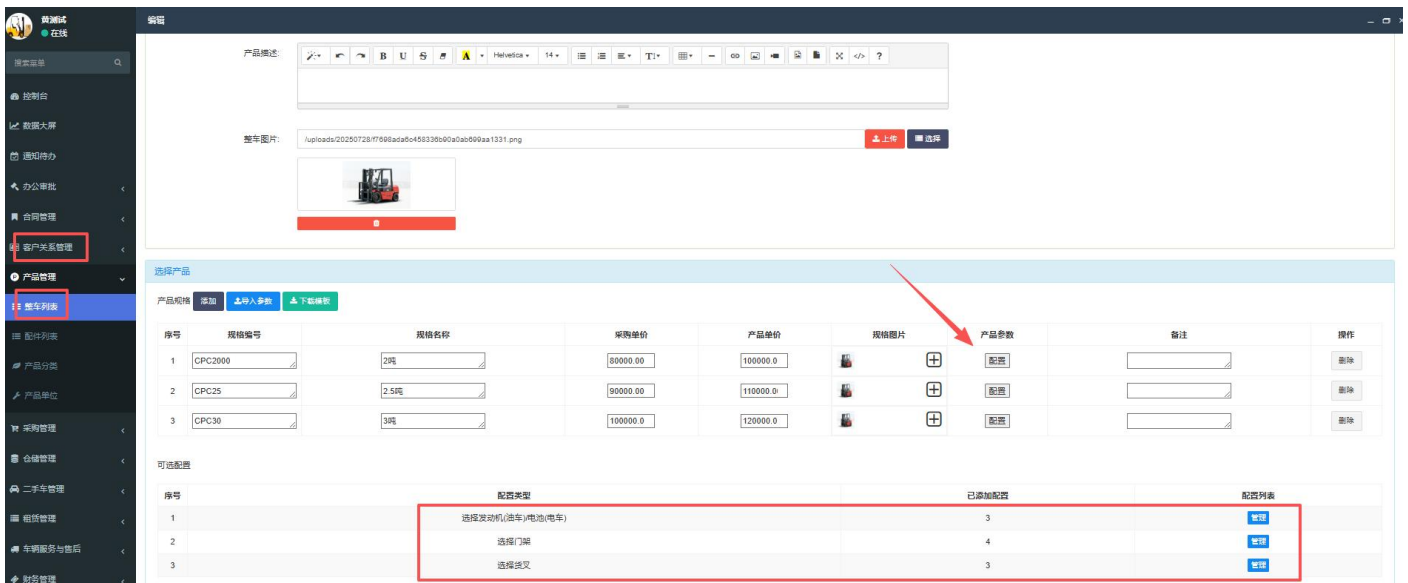 黄测试
在线
编辑
搜索菜单
控制台
数据大屏
通知待办
办公审批
合同管理
客户关系管理
产品管理
整车列表
配件列表
产品分类
产品单位
采购管理
仓储管理
二手车管理
租赁管理
车辆服务与售后
财务管理
产品描述:
B U S Helvetica 14
整车图片: /uploads/20250728/f7698ada6c458336b90a0ab699aa1331.png 上传 选择
选择产品
产品规格 添加 导入参数 下载模板
序号 规格编号 规格名称 采购单价 产品单价 规格图片 产品参数 备注 操作
1 CPC2000 2吨 80000.00 100000.0 配置 删除
2 CPC25 2.5吨 90000.00 110000.0 配置 删除
3 CPC30 3吨 100000.0 120000.0 配置 删除
可选配置
序号 配置类型 已添加配置 配置列表
1 选择发动机(油车)/电池(电车) 3 管理
2 选择门架 4 管理
3 选择货叉 3 管理